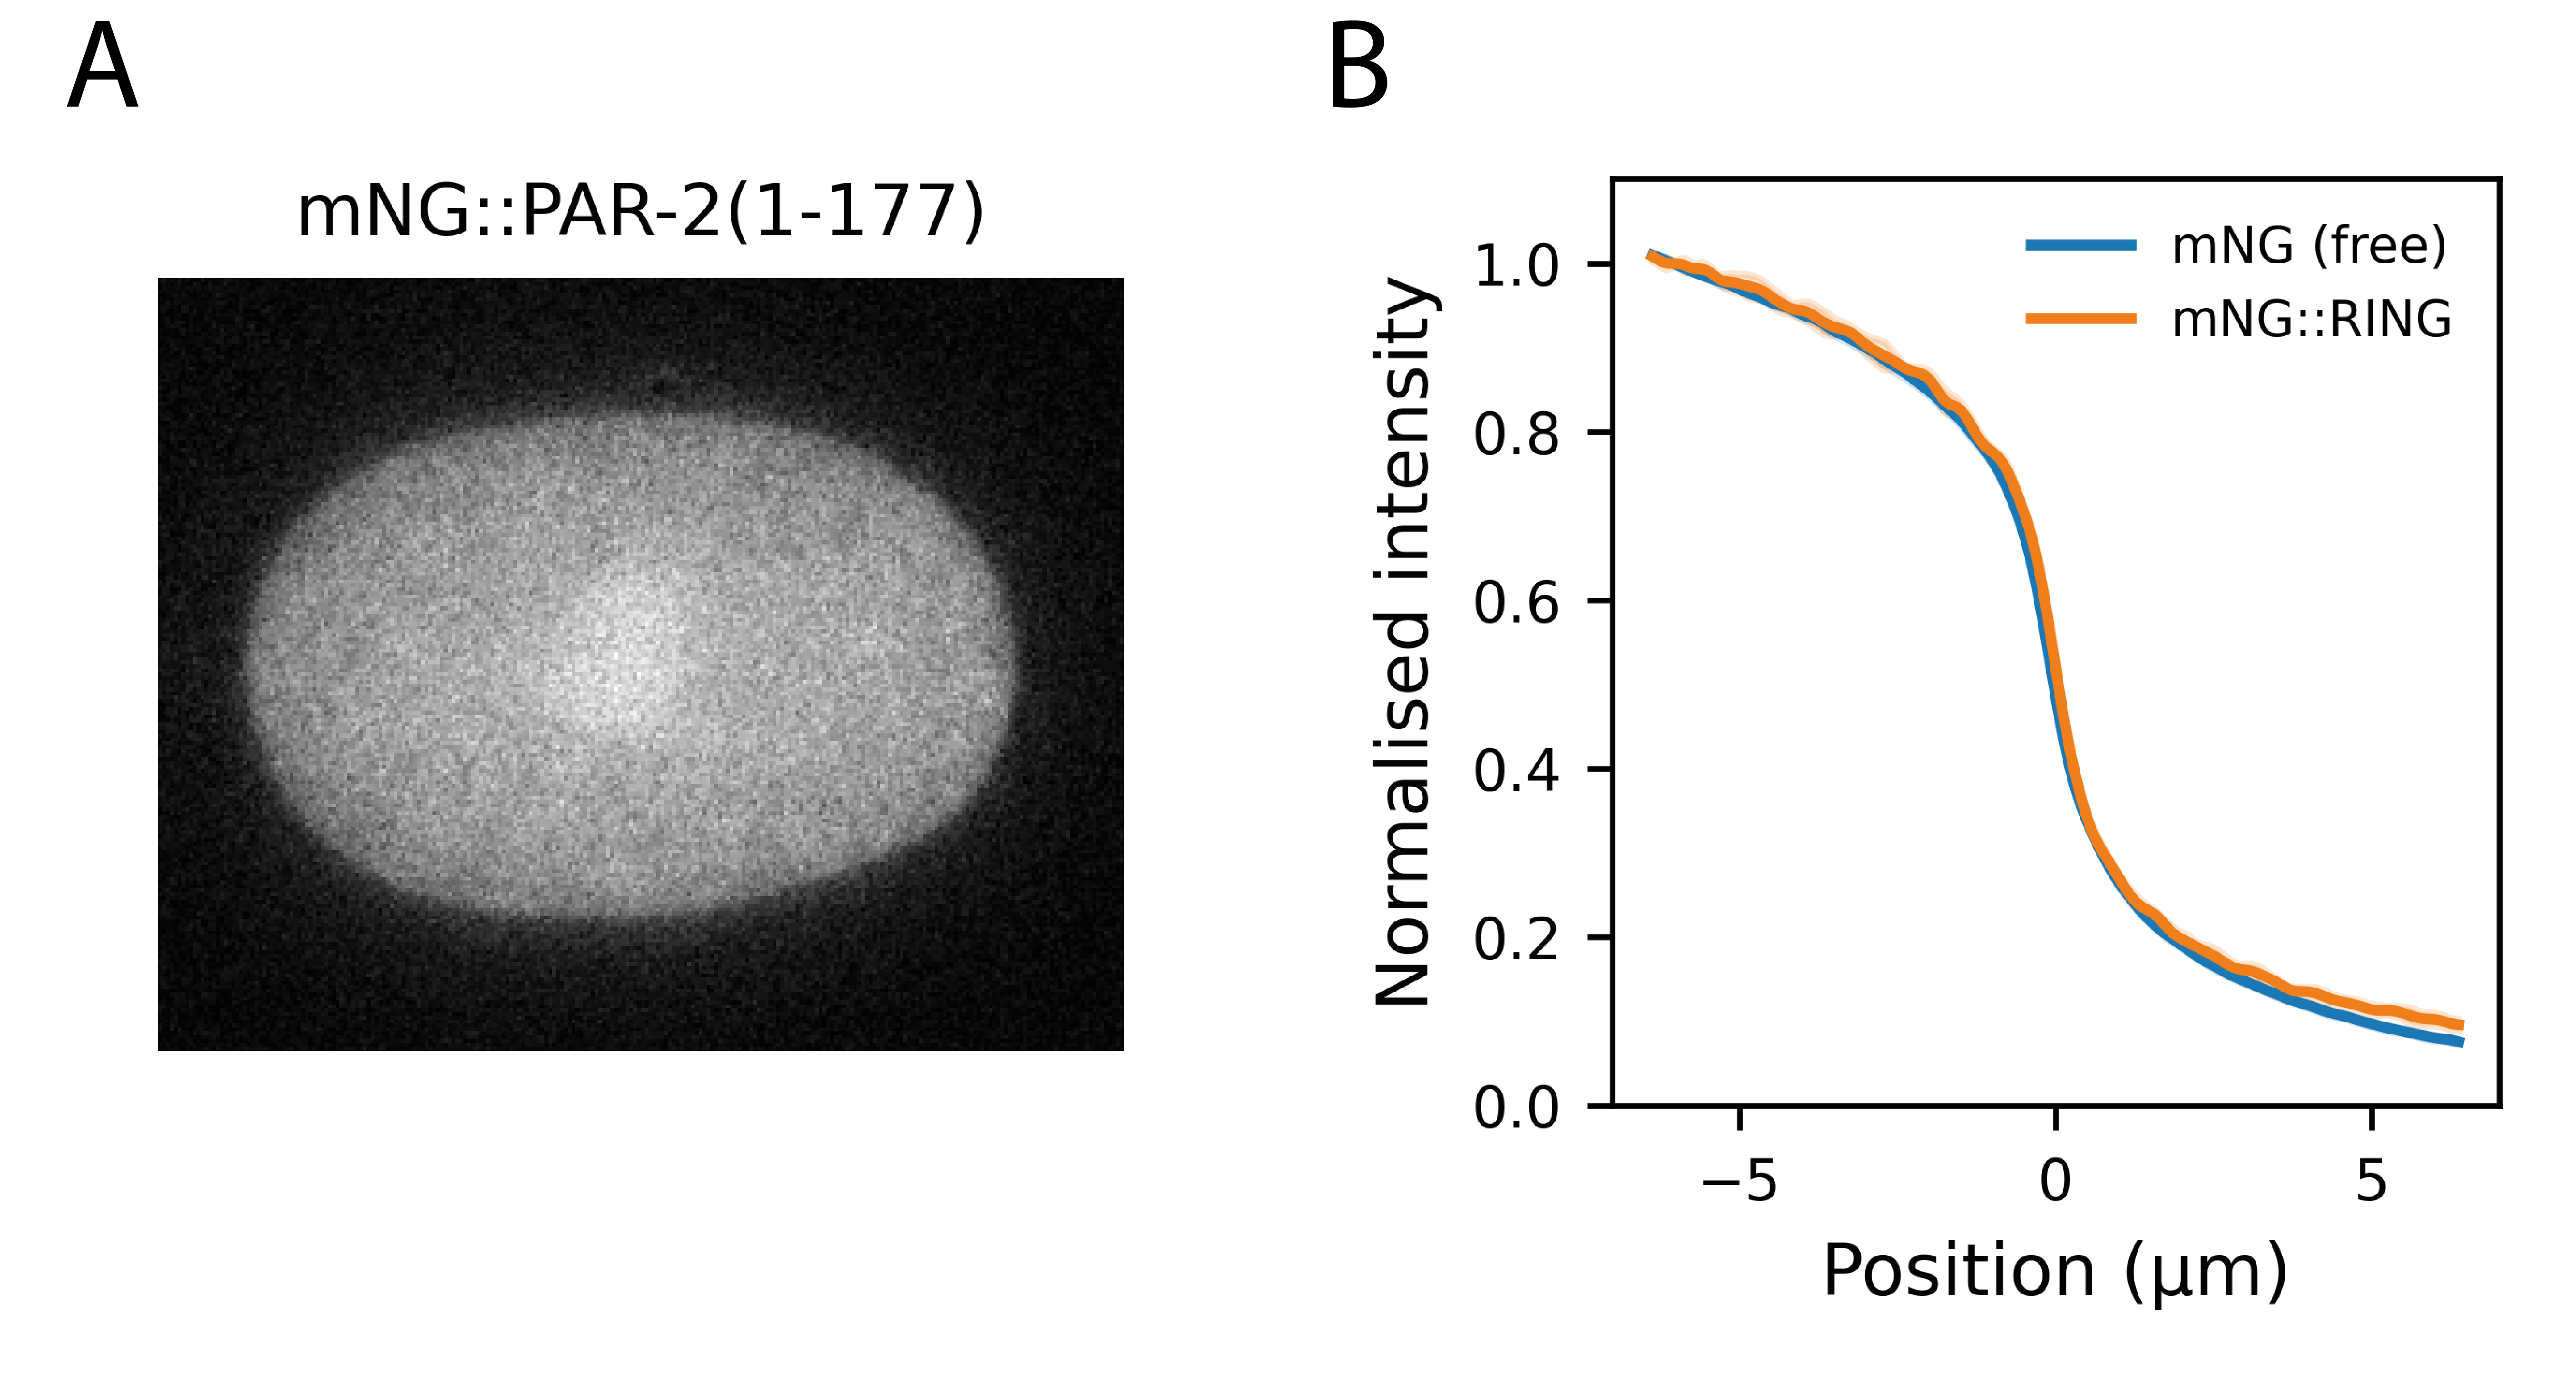 A
mNG::PAR-2(1-177)
B
Normalised intensity
1.0
0.8
0.6
0.4
0.2
0.0
mNG (free)
mNG::RING
−5
0
5
Position (µm)